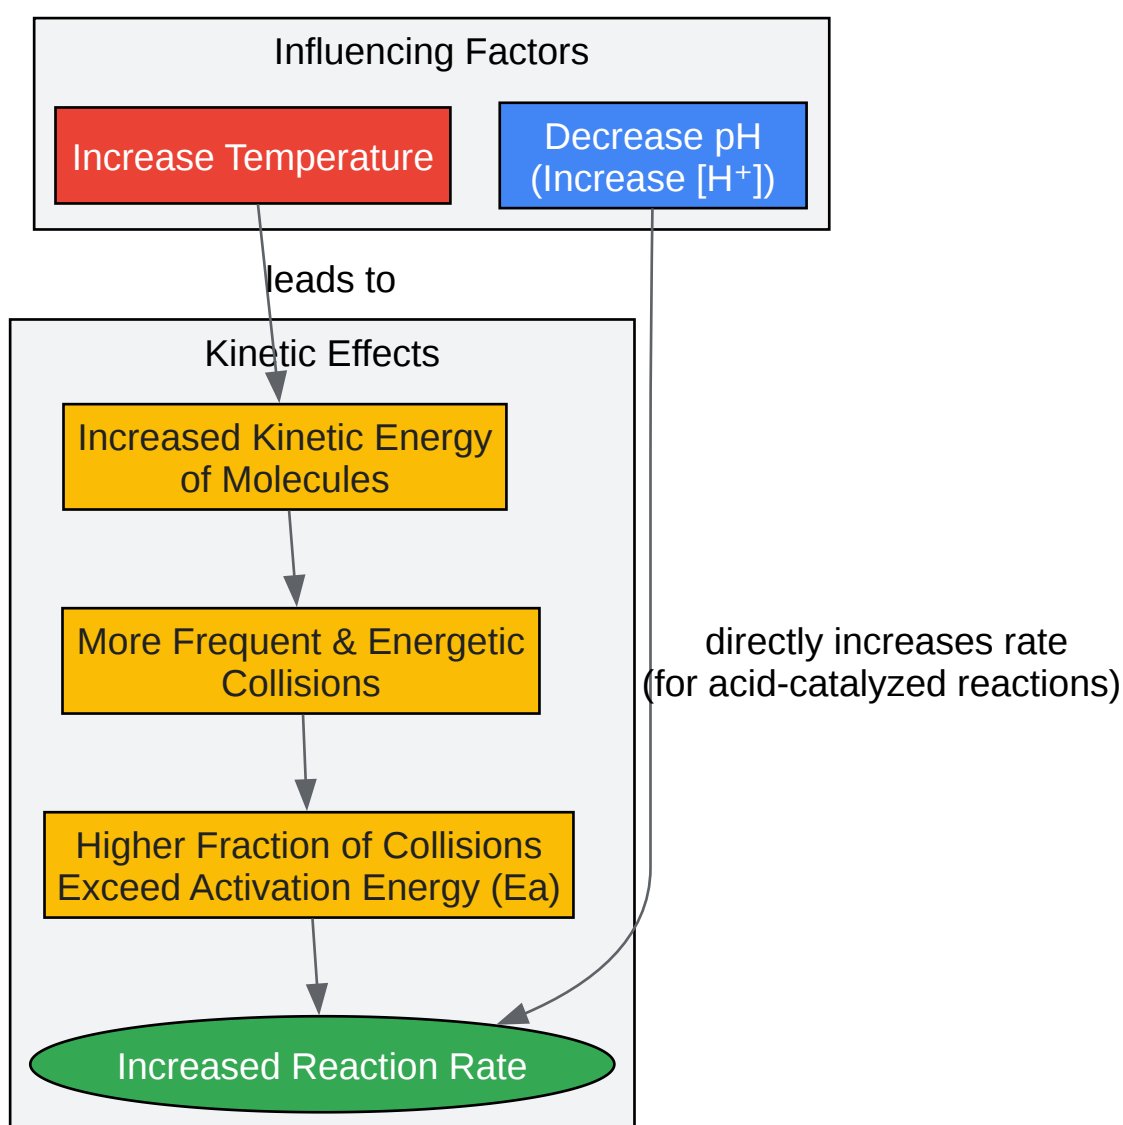 Influencing Factors
Increase Temperature
Decrease pH
(Increase [H⁺])
leads to
Kinetic Effects
Increased Kinetic Energy
of Molecules
More Frequent & Energetic
Collisions
directly increases rate
(for acid-catalyzed reactions)
Higher Fraction of Collisions
Exceed Activation Energy (Ea)
Increased Reaction Rate